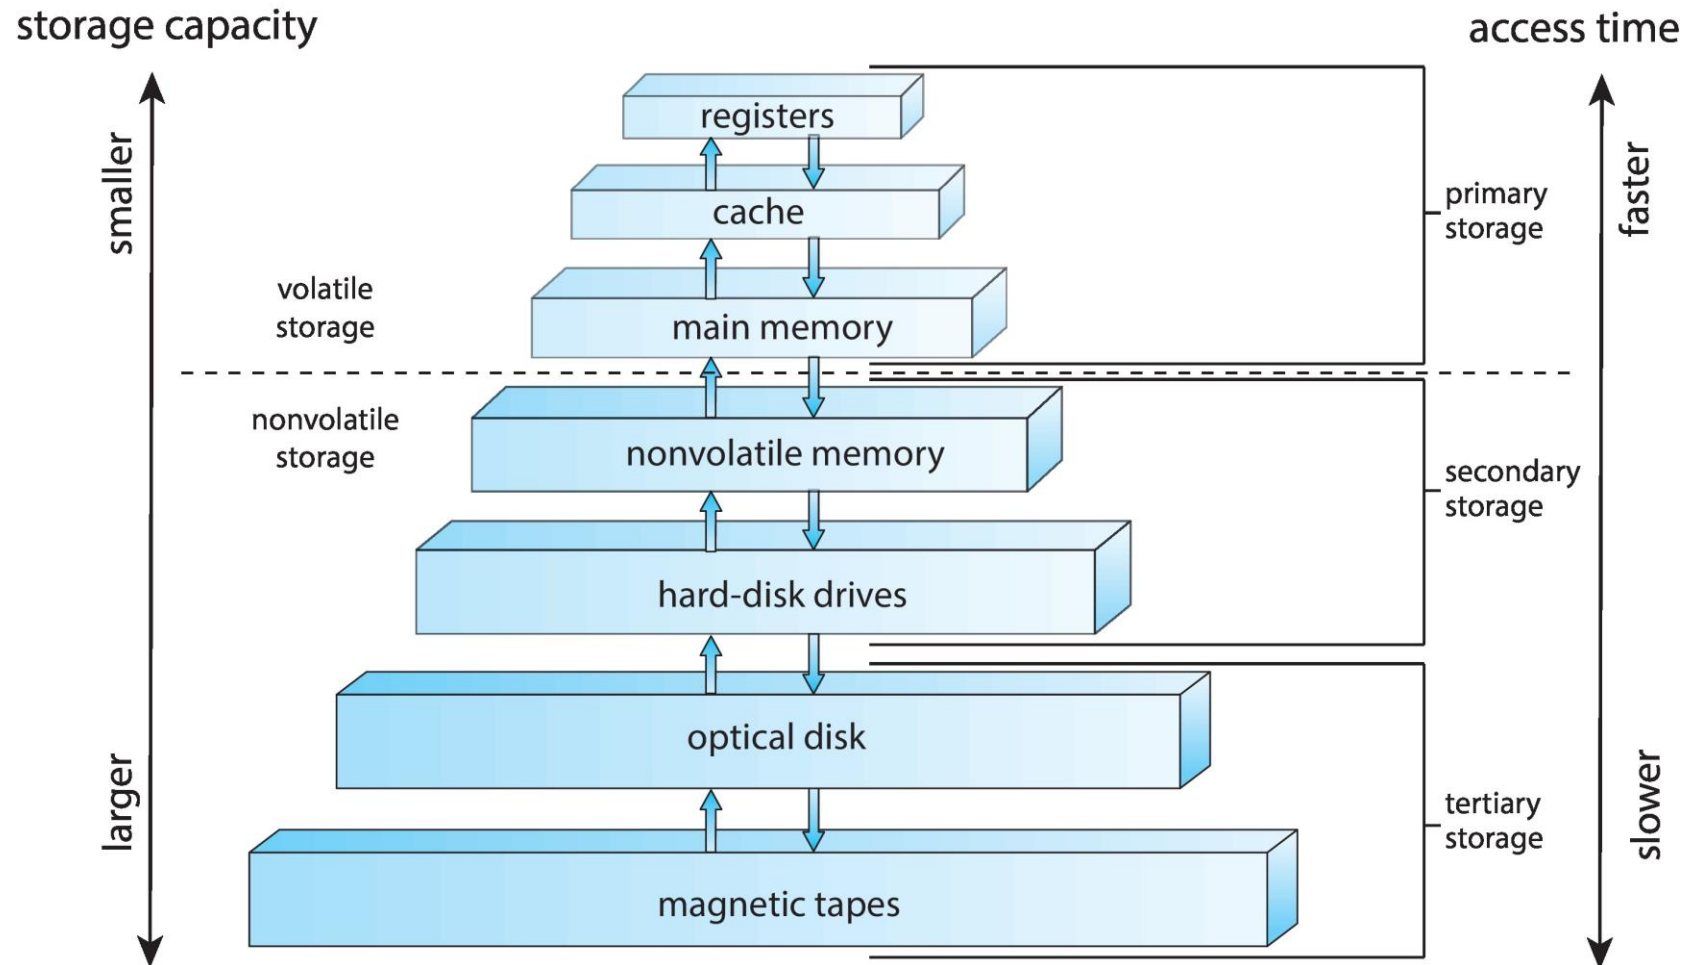 storage capacity
access time
smaller
larger
volatile
storage
nonvolatile
storage
registers
cache
main memory
nonvolatile memory
hard-disk drives
optical disk
magnetic tapes
primary
storage
secondary
storage
tertiary
storage
faster
slower